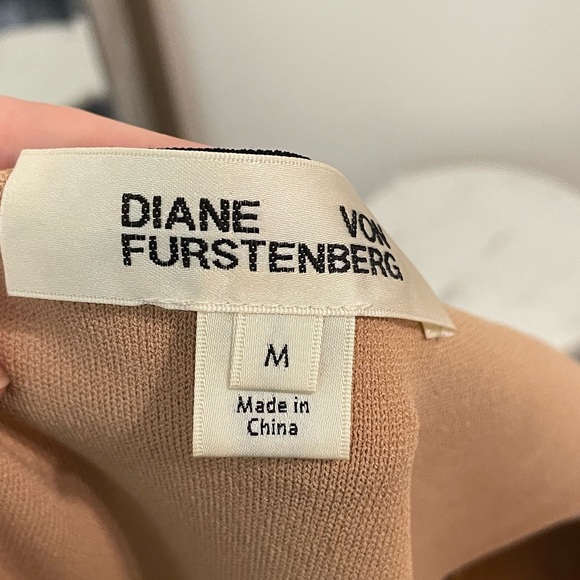 DIANE VON
FURSTENBERG
M
Made in
China